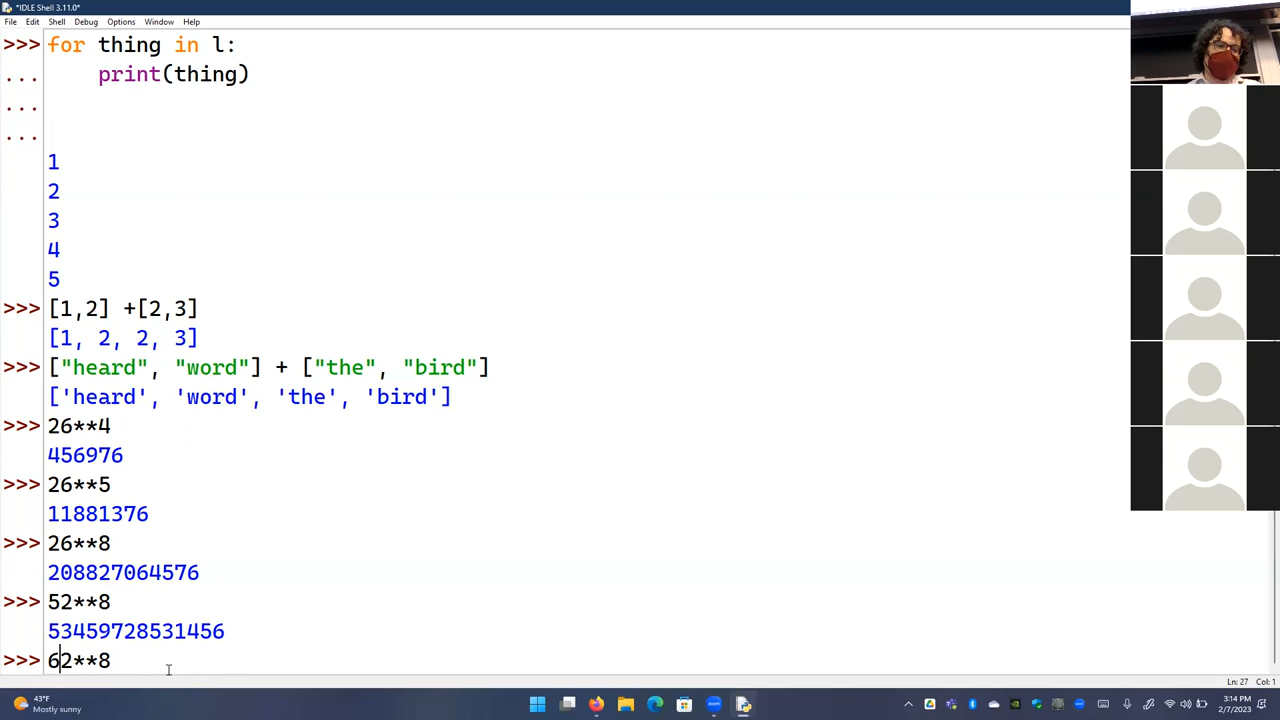 *IDLE Shell 3.11.0*
File Edit Shell Debug Options Window Help
>>> for thing in l:
... print(thing)
...
...
1
2
3
4
5
>>> [1,2] +[2,3]
[1, 2, 2, 3]
>>> ["heard", "word"] + ["the", "bird"]
['heard', 'word', 'the', 'bird']
>>> 26**4
456976
>>> 26**5
11881376
>>> 26**8
208827064576
>>> 52**8
53459728531456
>>> 62**8
Ln: 27 Col: 1
43°F
Mostly sunny
3:14 PM
2/7/2023